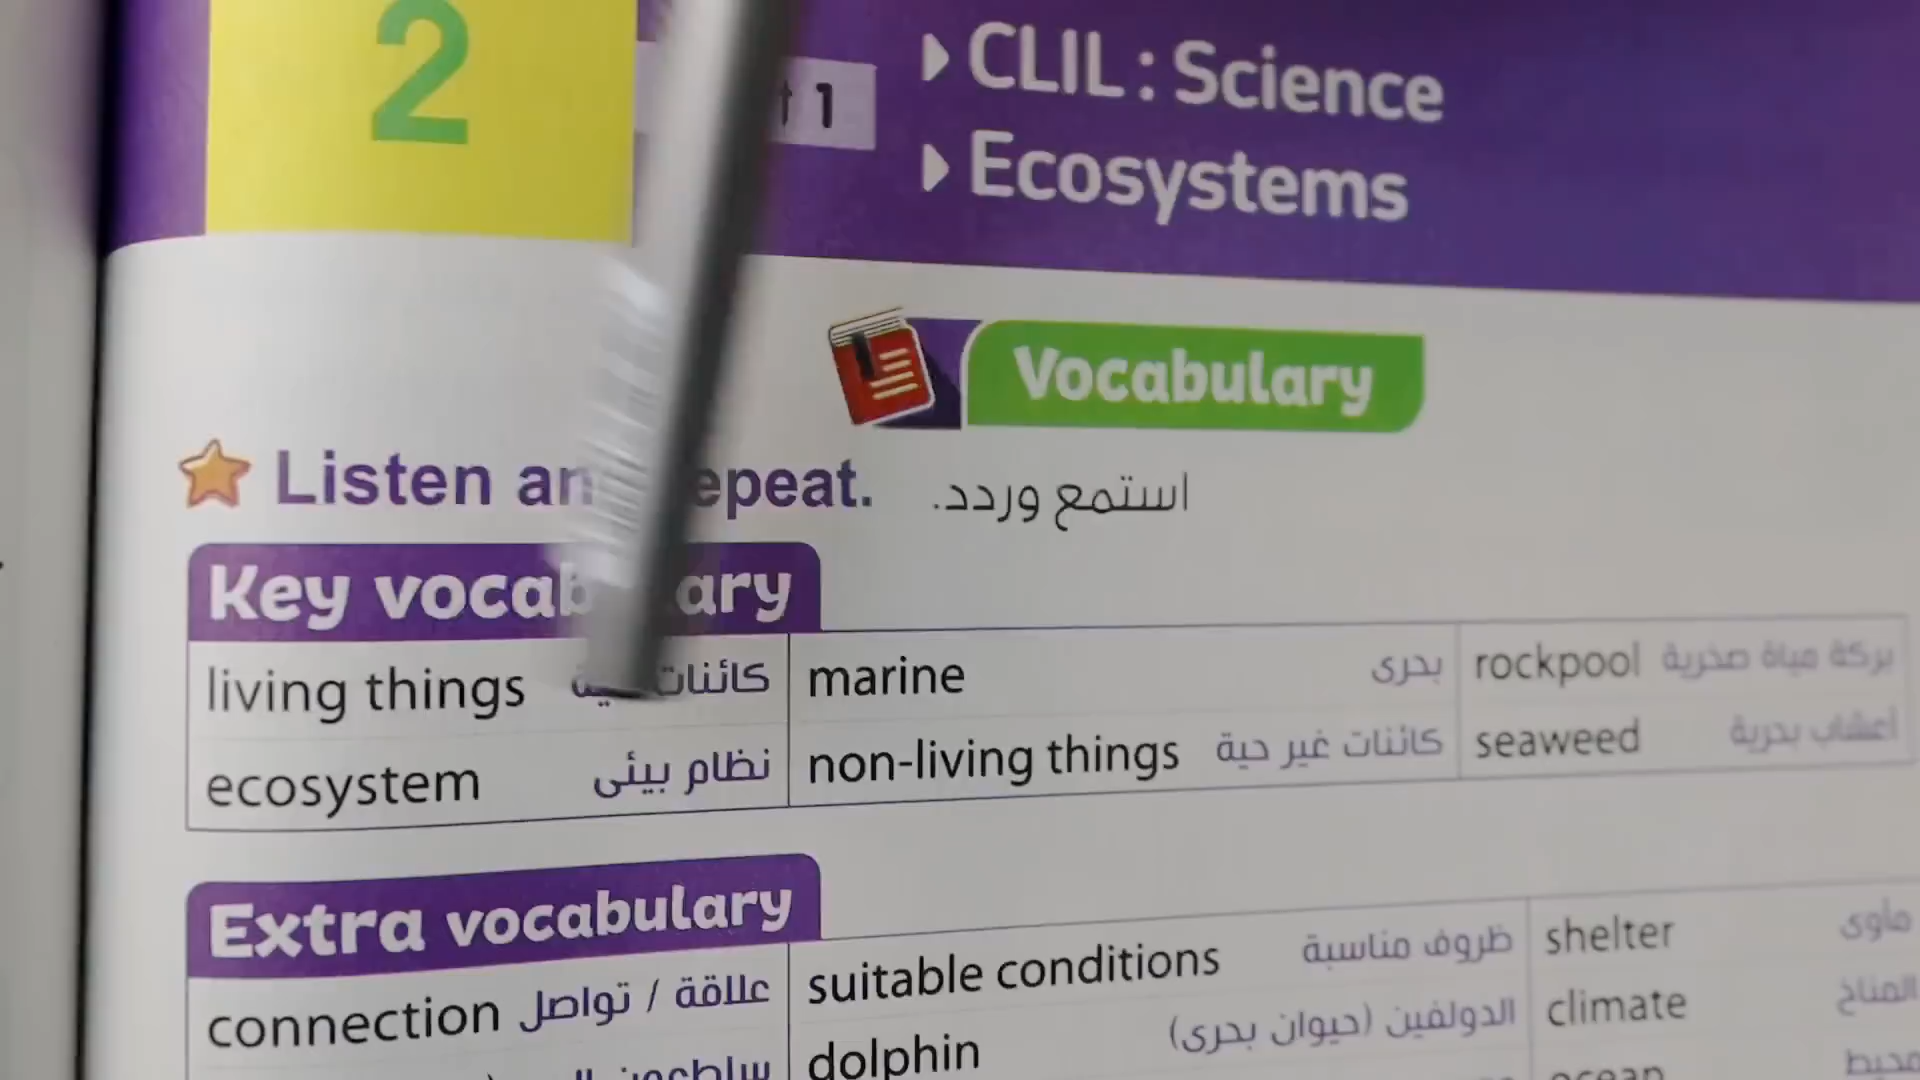 2
1
CLIL : Science
Ecosystems
Vocabulary
Listen epeat. استمع وردد.
Key vocab ary
living things كائنات marine بحرى rockpool بركة مياة صخرية
ecosystem نظام بيئى non-living things كائنات غير حية seaweed أعشاب بحرية
Extra vocabulary
connection علاقة / تواصل suitable conditions ظروف مناسبة shelter مأوى
dolphin الدولفين (حيوان بحرى) climate المناخ
ocean